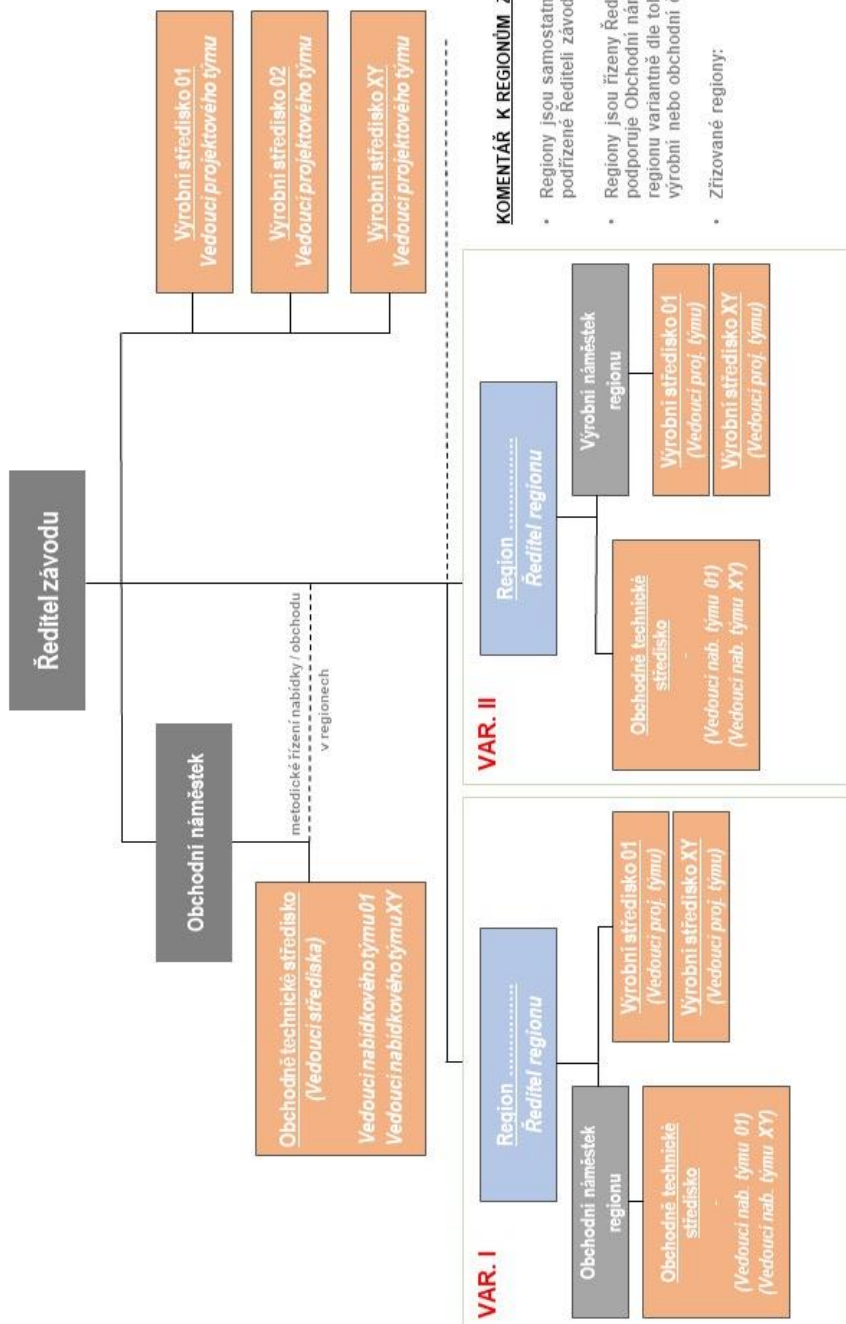 Ředitel závodu
Obchodní náměstek
metodické řízení nabídky / obchodu
v regionech
Obchodně technické středisko
(Vedoucí střediska)
Vedoucí nabídkového týmu 01
Vedoucí nabídkového týmu XY
Výrobní středisko 01
Vedoucí projektového týmu
Výrobní středisko 02
Vedoucí projektového týmu
Výrobní středisko XY
Vedoucí projektového týmu
VAR. I
Region ...............
Ředitel regionu
Obchodní náměstek
regionu
Obchodně technické
středisko
-
(Vedoucí nab. týmu 01)
(Vedoucí nab. týmu XY)
Výrobní středisko 01
(Vedoucí proj. týmu)
Výrobní středisko XY
(Vedoucí proj. týmu)
VAR. II
Region ...............
Ředitel regionu
Obchodně technické
středisko
-
(Vedoucí nab. týmu 01)
(Vedoucí nab. týmu XY)
Výrobní náměstek
regionu
Výrobní středisko 01
(Vedoucí proj. týmu)
Výrobní středisko XY
(Vedoucí proj. týmu)
KOMENTÁŘ K REGIONŮM
• Regiony jsou
podřízené Řediteli
• Regiony jsou řízeny
podporuje Obchodní
regionu variantně dle
výrobní nebo obchodní
• Zřizované regiony: